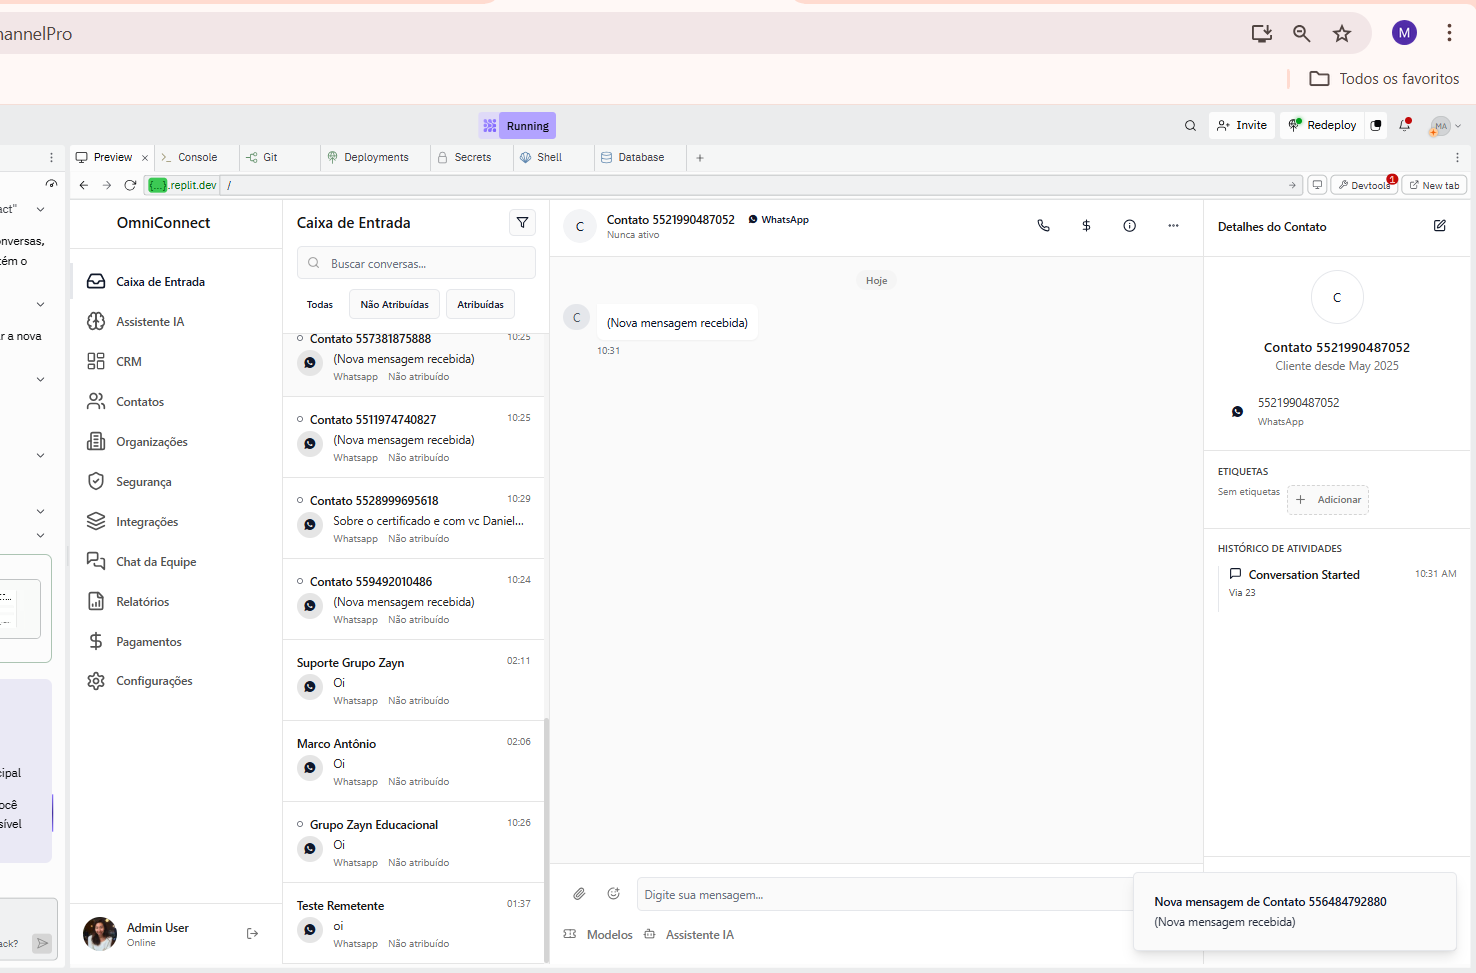 hannelPro
M
Todos os favoritos
Running
Invite
Redeploy
MA
Preview
Console
Git
Deployments
Secrets
Shell
Database
{...}.replit.dev
/
Devtools
1
New tab
act"
onversas,
tém o
r a nova
cipal
ocê
sível
ack?
OmniConnect
Caixa de Entrada
Assistente IA
CRM
Contatos
Organizações
Segurança
Integrações
Chat da Equipe
Relatórios
Pagamentos
Configurações
Admin User
Online
Caixa de Entrada
Buscar conversas...
Todas
Não Atribuídas
Atribuídas
Contato 557381875888
10:25
(Nova mensagem recebida)
Whatsapp Não atribuído
Contato 5511974740827
10:25
(Nova mensagem recebida)
Whatsapp Não atribuído
Contato 5528999695618
10:29
Sobre o certificado e com vc Daniel...
Whatsapp Não atribuído
Contato 559492010486
10:24
(Nova mensagem recebida)
Whatsapp Não atribuído
Suporte Grupo Zayn
02:11
Oi
Whatsapp Não atribuído
Marco Antônio
02:06
Oi
Whatsapp Não atribuído
Grupo Zayn Educacional
10:26
Oi
Whatsapp Não atribuído
Teste Remetente
01:37
oi
Whatsapp Não atribuído
C
Contato 5521990487052
WhatsApp
Nunca ativo
Hoje
C
(Nova mensagem recebida)
10:31
Digite sua mensagem...
Modelos
Assistente IA
Detalhes do Contato
C
Contato 5521990487052
Cliente desde May 2025
5521990487052
WhatsApp
ETIQUETAS
Sem etiquetas
Adicionar
HISTÓRICO DE ATIVIDADES
Conversation Started
10:31 AM
Via 23
Nova mensagem de Contato 556484792880
(Nova mensagem recebida)